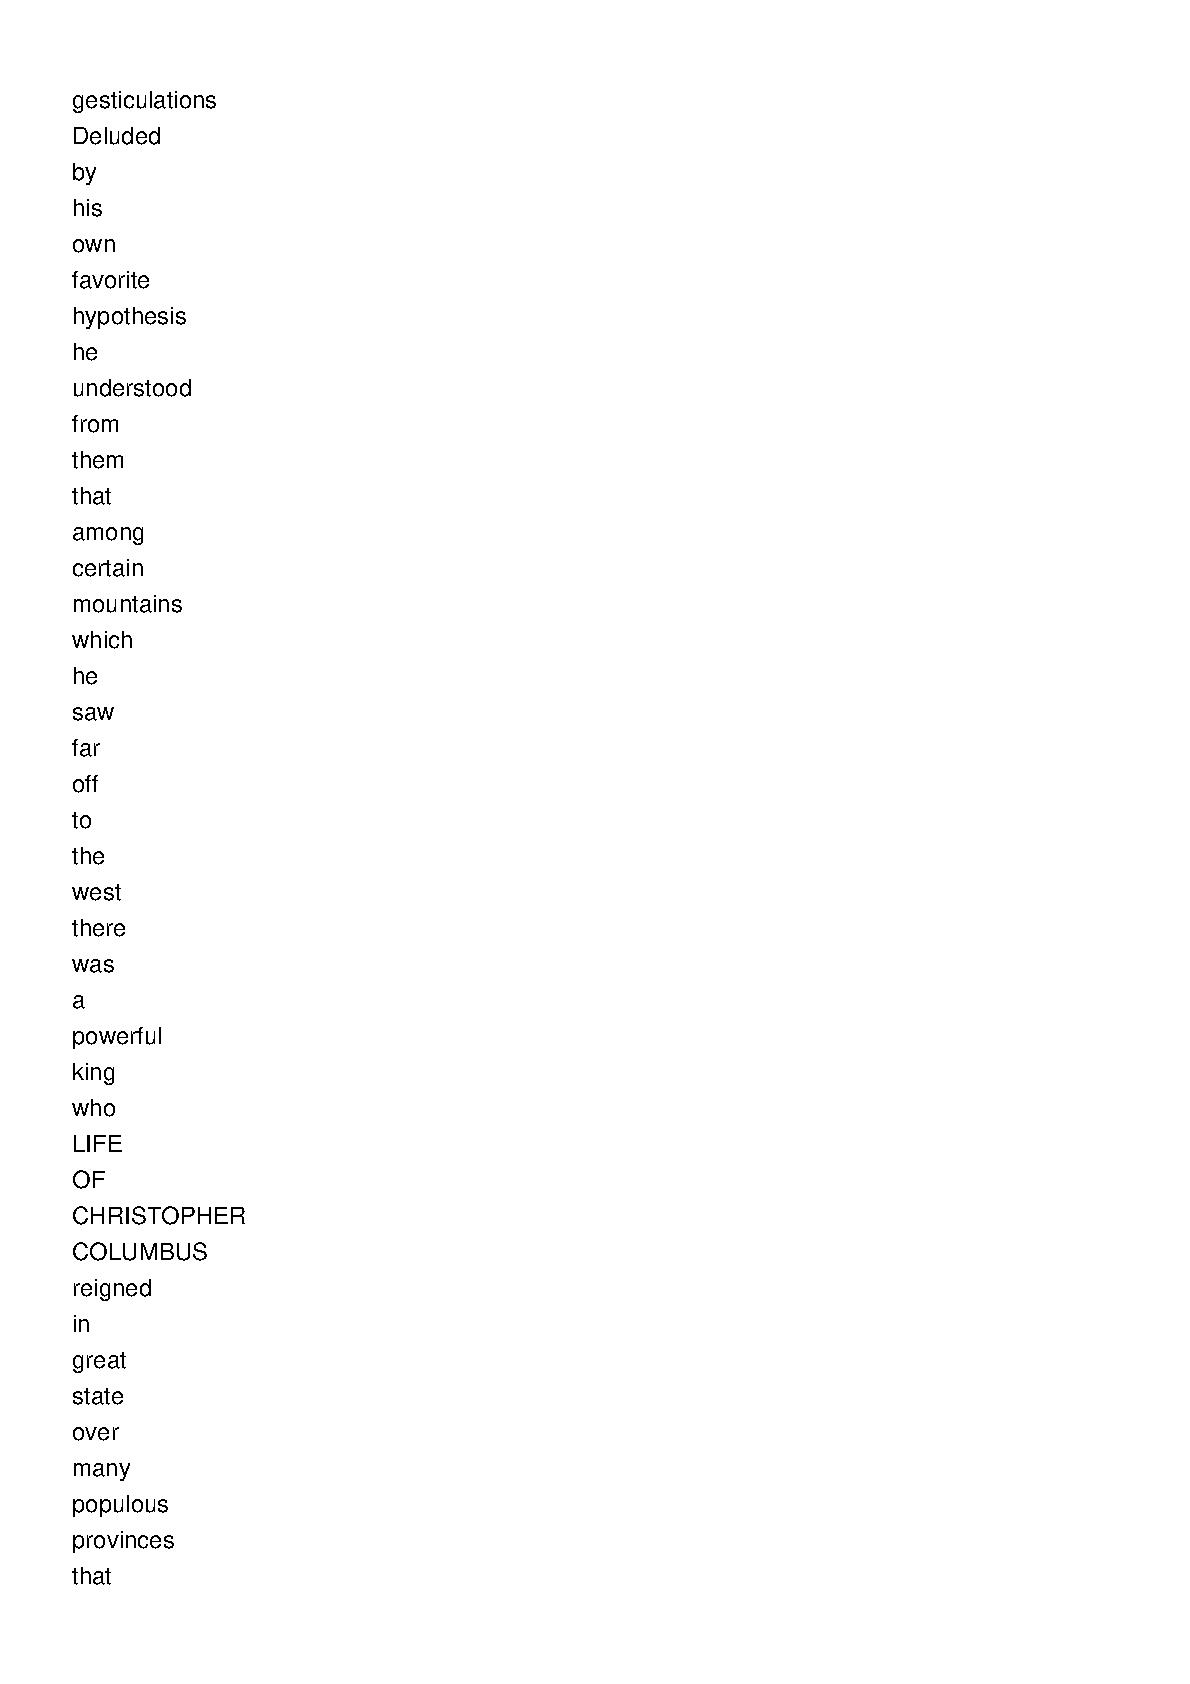 gesticulations
Deluded
by
his
own
favorite
hypothesis
he
understood
from
them
that
among
certain
mountains
which
he
saw
far
off
to
the
west
there
was
a
powerful
king
who
LIFE
OF
CHRISTOPHER
COLUMBUS
reigned
in
great
state
over
many
populous
provinces
that